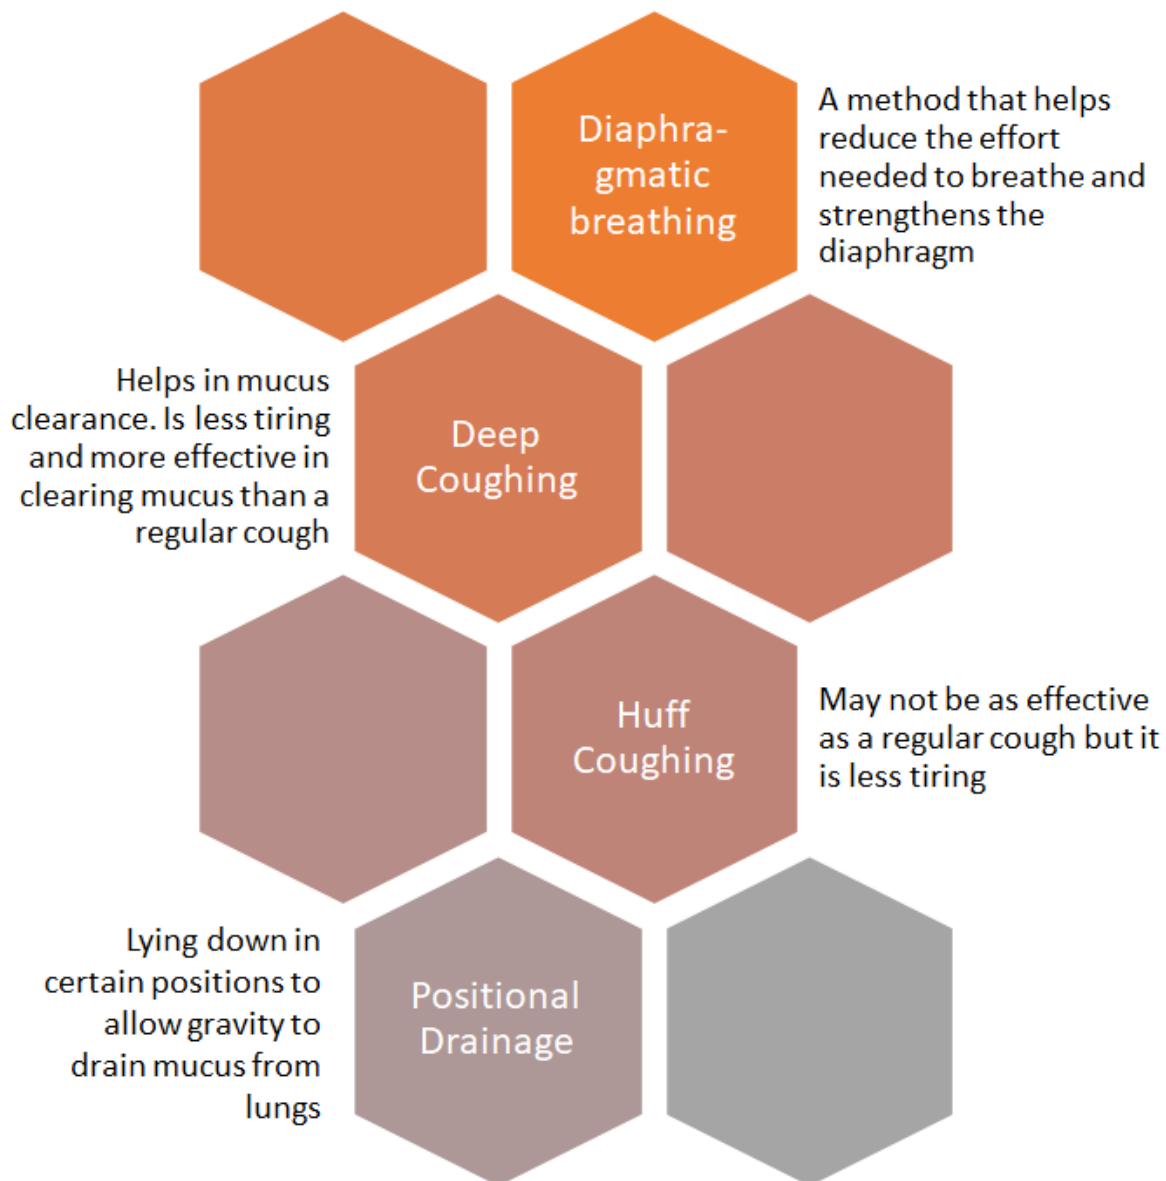 Diaphra-
gmatic
breathing
A method that helps
reduce the effort
needed to breathe and
strengthens the
diaphragm
Helps in mucus
clearance. Is less tiring
and more effective in
clearing mucus than a
regular cough
Deep
Coughing
Huff
Coughing
May not be as effective
as a regular cough but it
is less tiring
Lying down in
certain positions to
allow gravity to
drain mucus from
lungs
Positional
Drainage